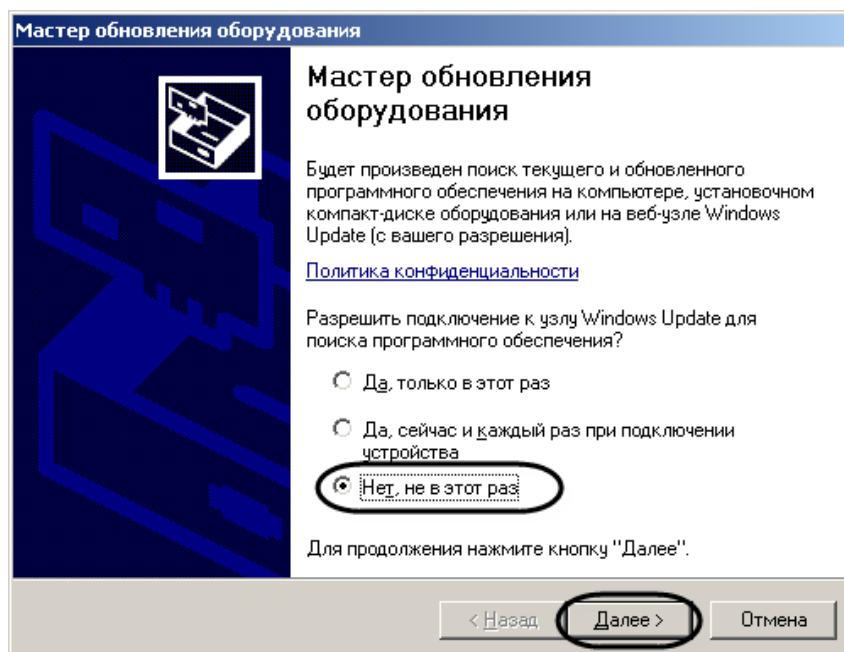 Мастер обновления оборудования
Мастер обновления
оборудования
Будет произведен поиск текущего и обновленного
программного обеспечения на компьютере, установочном
компакт-диске оборудования или на веб-узле Windows
Update (с вашего разрешения).
Политика конфиденциальности
Разрешить подключение к узлу Windows Update для
поиска программного обеспечения?
Да, только в этот раз
Да, сейчас и каждый раз при подключении
устройства
Нет, не в этот раз
Для продолжения нажмите кнопку "Далее".
< Назад Далее > Отмена